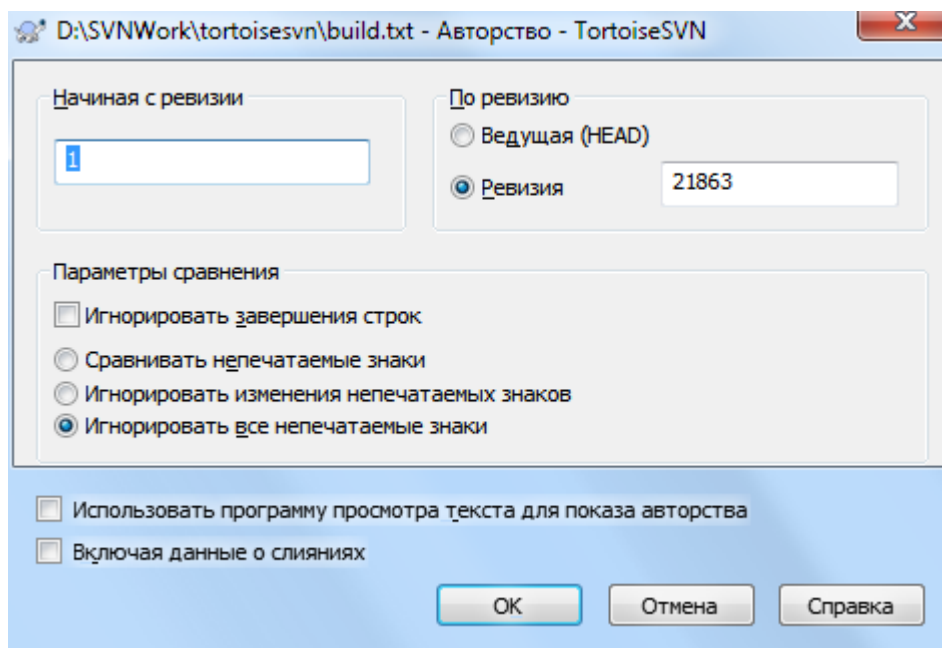 D:\SVNWork\tortoisesvn\build.txt - Авторство - TortoiseSVN
Начиная с ревизии
1
По ревизию
Ведущая (HEAD)
Ревизия
21863
Параметры сравнения
Игнорировать завершения строк
Сравнивать непечатаемые знаки
Игнорировать изменения непечатаемых знаков
Игнорировать все непечатаемые знаки
Использовать программу просмотра текста для показа авторства
Включая данные о слияниях
OK
Отмена
Справка